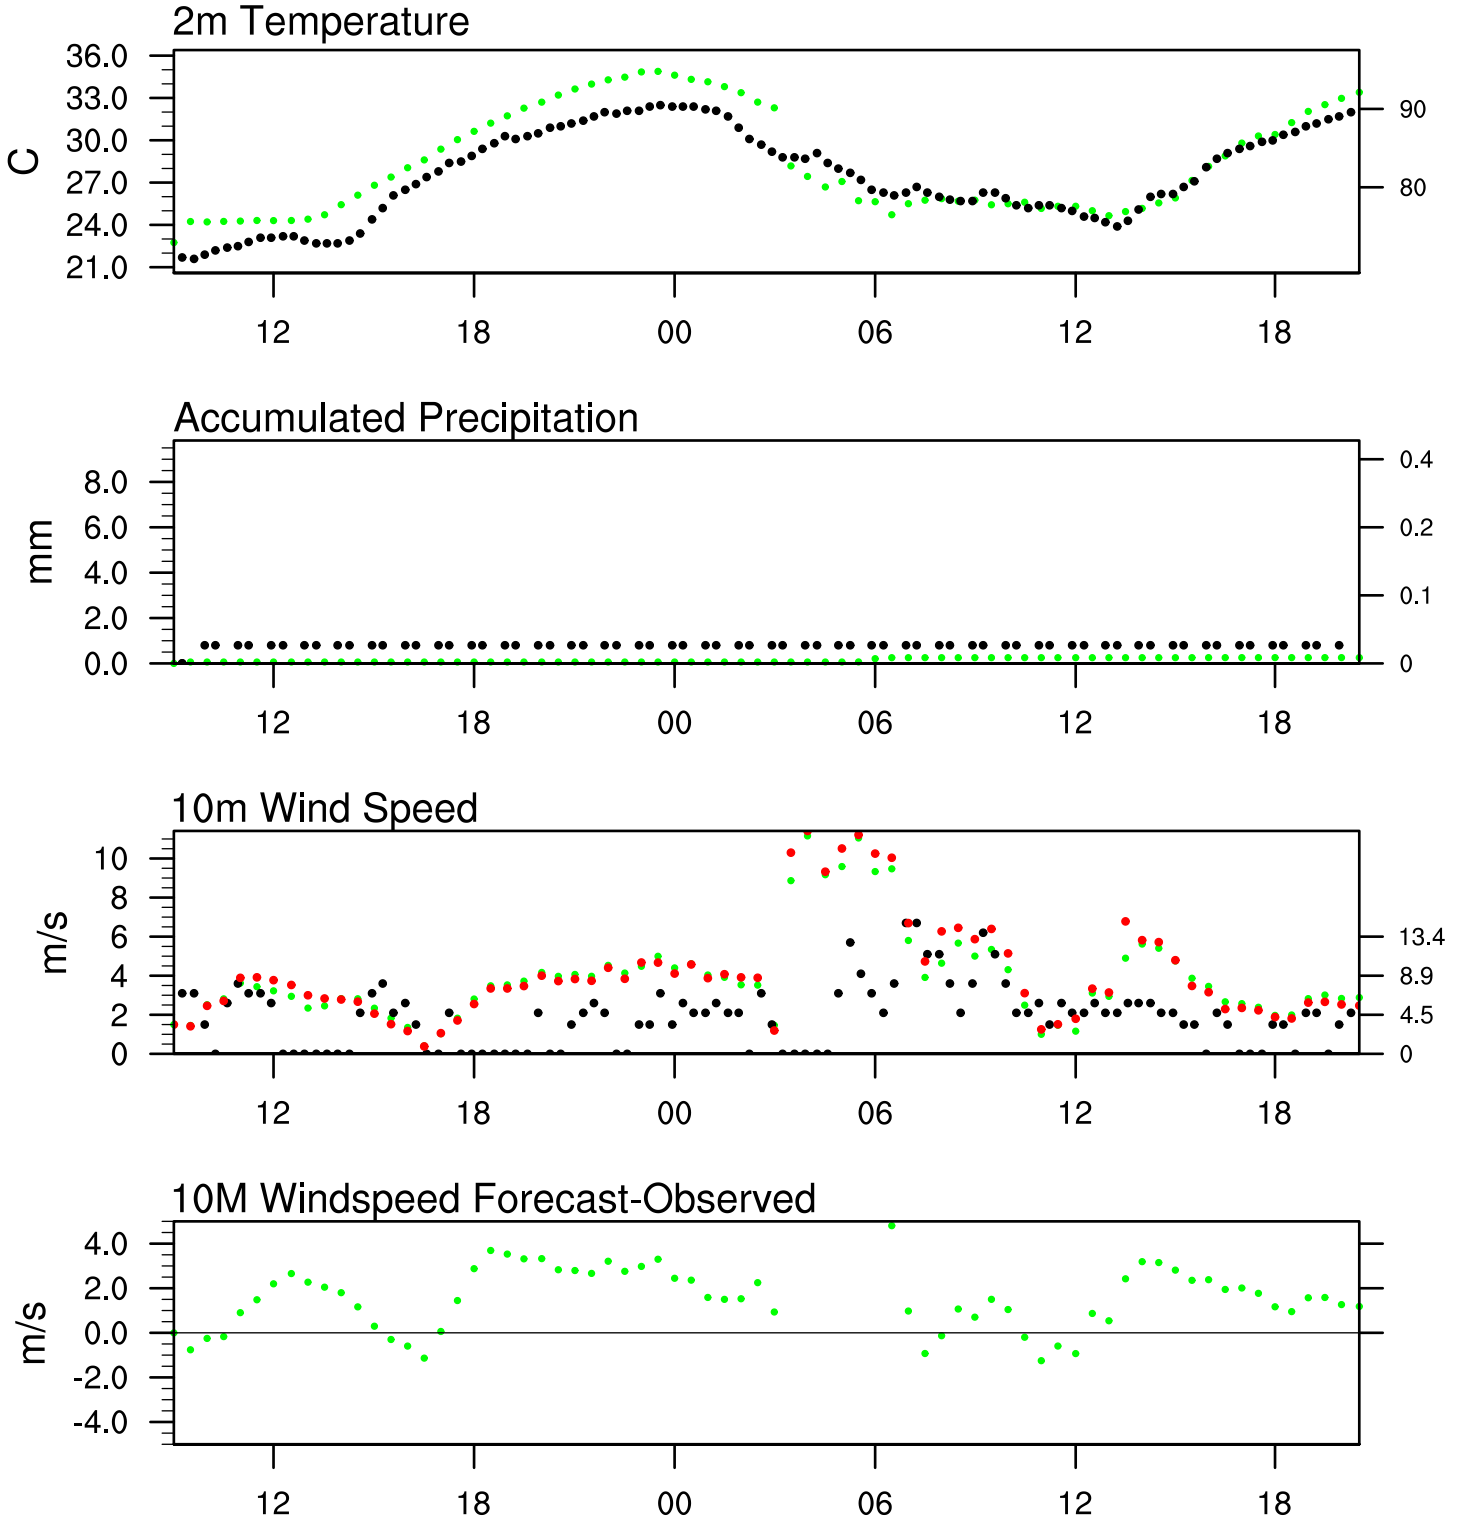 2m Temperature
36.0
33.0
30.0
27.0
24.0
21.0
C
90
80
12 18 00 06 12 18
Accumulated Precipitation
8.0
6.0
4.0
2.0
0.0
mm
0.4
0.2
0.1
0
12 18 00 06 12 18
10m Wind Speed
10
8
6
4
2
0
m/s
13.4
8.9
4.5
0
12 18 00 06 12 18
10M Windspeed Forecast-Observed
4.0
2.0
0.0
-2.0
-4.0
m/s
12 18 00 06 12 18